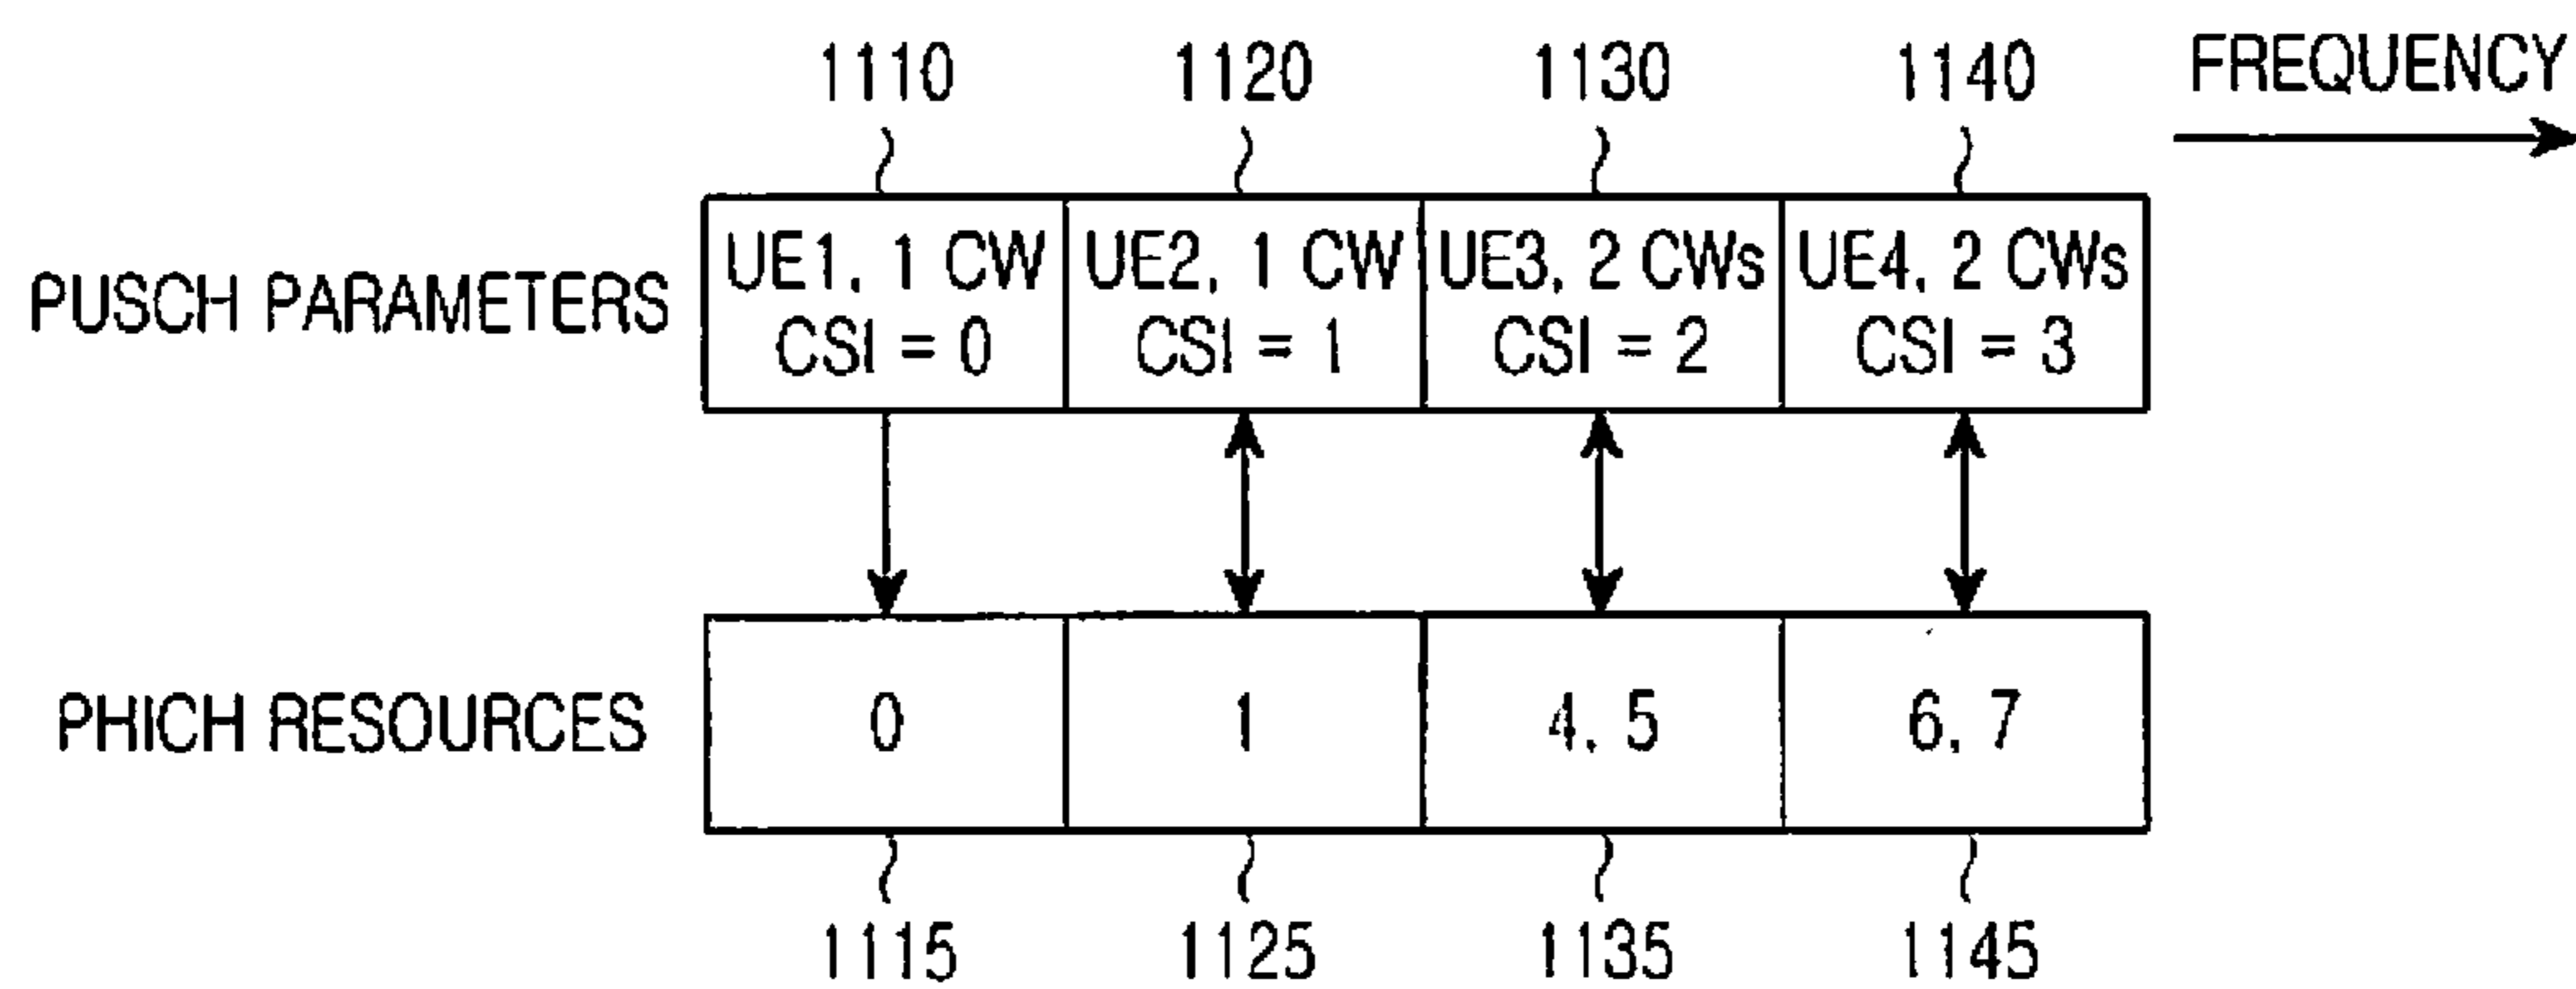 1110 1120 1130 1140 FREQUENCY
PUSCH PARAMETERS
UE1, 1 CW
CSI = 0
UE2, 1 CW
CSI = 1
UE3, 2 CWs
CSI = 2
UE4, 2 CWs
CSI = 3
PHICH RESOURCES
0
1
4, 5
6, 7
1115 1125 1135 1145